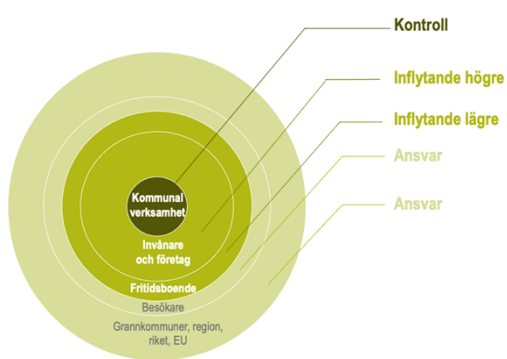 Kontroll
Inflytande högre
Inflytande lägre
Ansvar
Ansvar
Kommunal
verksamhet
Invånare
och företag
Fritidsboende
Besökare
Grannkommuner, region,
riket, EU